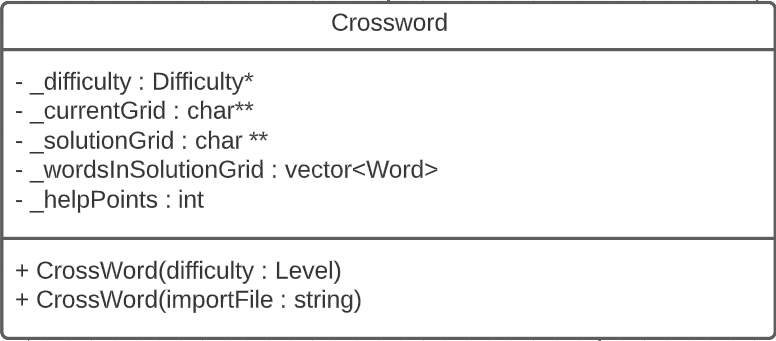 Crossword
- _difficulty : Difficulty*
- _currentGrid : char**
- _solutionGrid : char **
- _wordsInSolutionGrid : vector<Word>
- _helpPoints : int
+ CrossWord(difficulty : Level)
+ CrossWord(importFile : string)